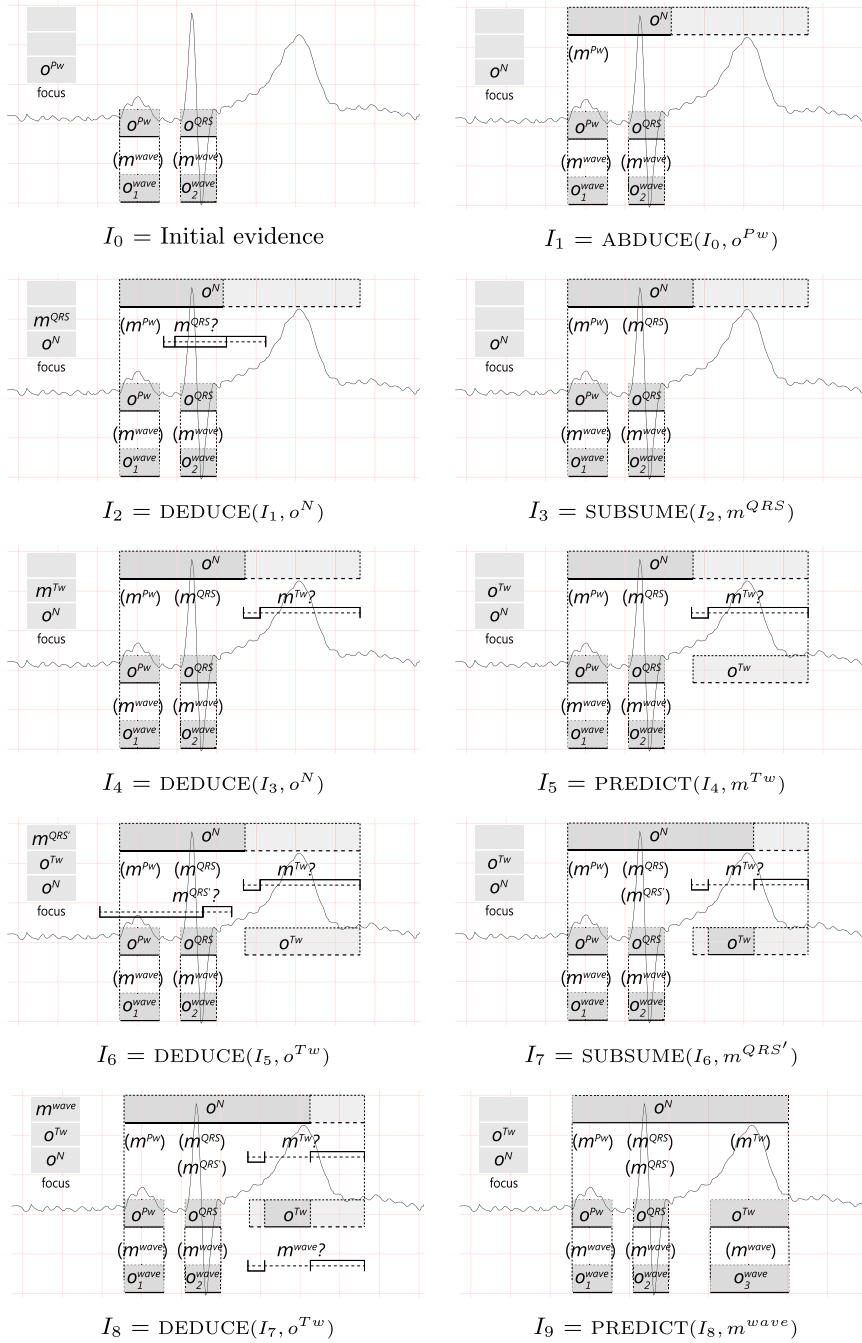 o^Pw
focus
o^Pw o^QRS
(m^wave) (m^wave)
o_1^wave o_2^wave
I_0 = Initial evidence
o^N
(m^Pw)
o^N
focus
o^Pw o^QRS
(m^wave) (m^wave)
o_1^wave o_2^wave
I_1 = ABDUCE(I_0, o^Pw)
o^N
m^QRS (m^Pw) m^QRS?
o^N
focus
o^Pw o^QRS
(m^wave) (m^wave)
o_1^wave o_2^wave
I_2 = DEDUCE(I_1, o^N)
o^N
(m^Pw) (m^QRS)
o^N
focus
o^Pw o^QRS
(m^wave) (m^wave)
o_1^wave o_2^wave
I_3 = SUBSUME(I_2, m^QRS)
o^N
m^Tw (m^Pw) (m^QRS) m^Tw?
o^N
focus
o^Pw o^QRS
(m^wave) (m^wave)
o_1^wave o_2^wave
I_4 = DEDUCE(I_3, o^N)
o^N
o^Tw (m^Pw) (m^QRS) m^Tw?
o^N
focus
o^Pw o^QRS o^Tw
(m^wave) (m^wave)
o_1^wave o_2^wave
I_5 = PREDICT(I_4, m^Tw)
m^QRS' o^N
o^Tw (m^Pw) (m^QRS) m^Tw?
o^N m^QRS'?
focus
o^Pw o^QRS o^Tw
(m^wave) (m^wave)
o_1^wave o_2^wave
I_6 = DEDUCE(I_5, o^Tw)
o^N
o^Tw (m^Pw) (m^QRS) m^Tw?
o^N (m^QRS')
focus
o^Pw o^QRS o^Tw
(m^wave) (m^wave)
o_1^wave o_2^wave
I_7 = SUBSUME(I_6, m^QRS')
m^wave o^N
o^Tw (m^Pw) (m^QRS) m^Tw?
o^N (m^QRS')
focus
o^Pw o^QRS o^Tw
(m^wave) (m^wave) m^wave?
o_1^wave o_2^wave
I_8 = DEDUCE(I_7, o^Tw)
o^N
o^Tw (m^Pw) (m^QRS) (m^Tw)
o^N (m^QRS')
focus
o^Pw o^QRS o^Tw
(m^wave) (m^wave) (m^wave)
o_1^wave o_2^wave o_3^wave
I_9 = PREDICT(I_8, m^wave)